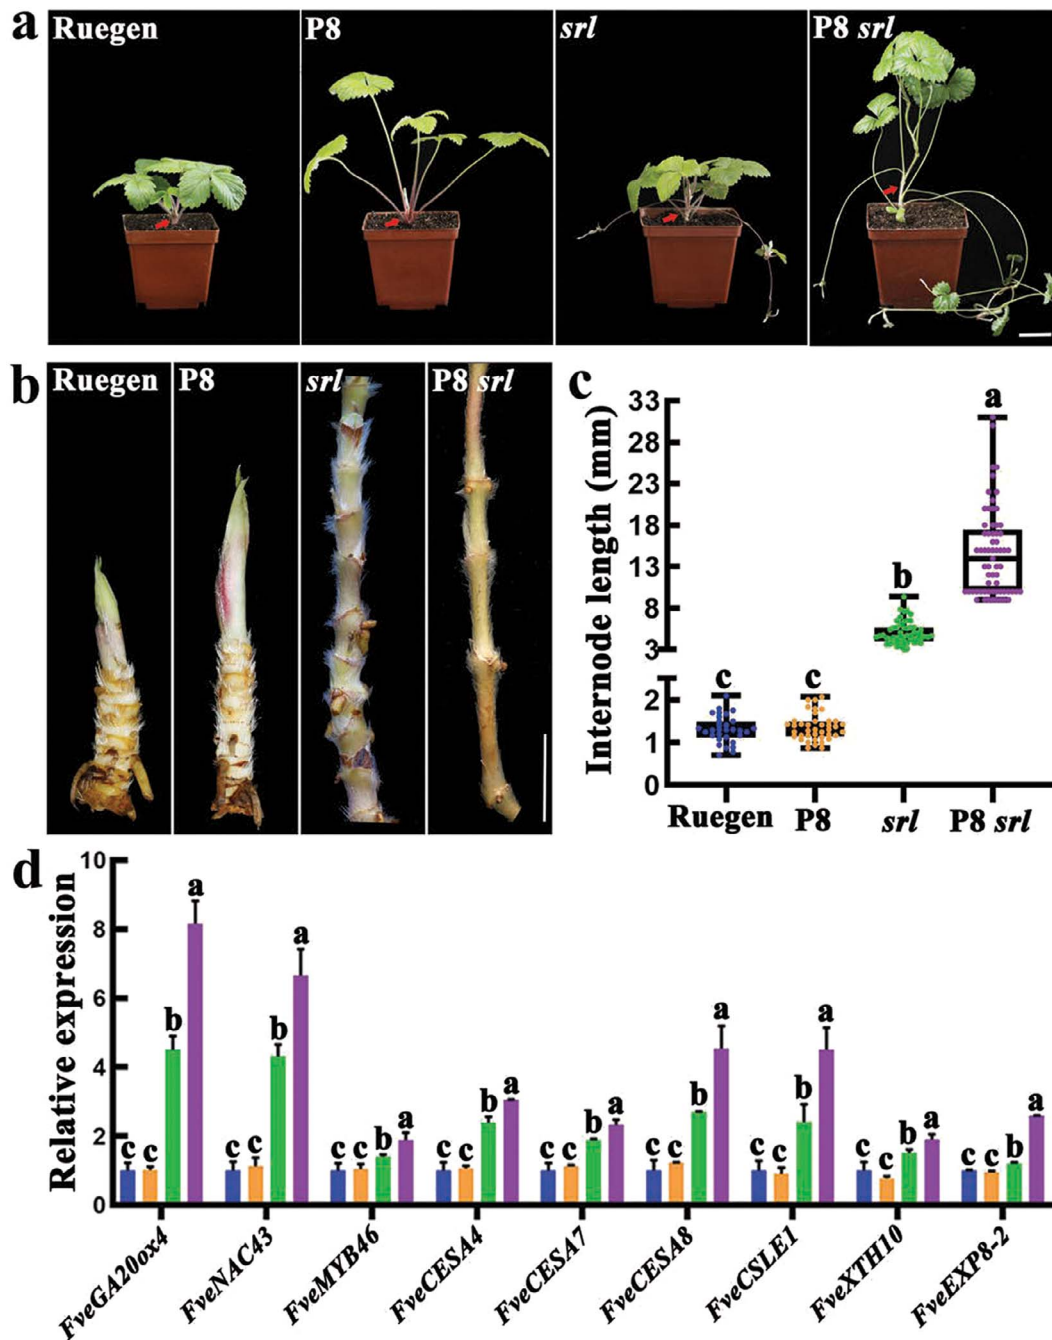 a
Ruegen P8 srl P8 srl
b
Ruegen P8 srl P8 srl
c
Internode length (mm)
33
28
23
18
13
8
3
2
1
0
a
b
c c
Ruegen P8 srl P8 srl
d
Relative expression
10
8
6
4
2
0
c c b a
c c b a
c c b a
c c b a
c c b a
c c b a
c c b a
c c b a
c c b a
FveGA20ox4
FveNAC43
FveMYB46
FveCESA4
FveCESA7
FveCESA8
FveCSLE1
FveXTH10
FveEXP8-2